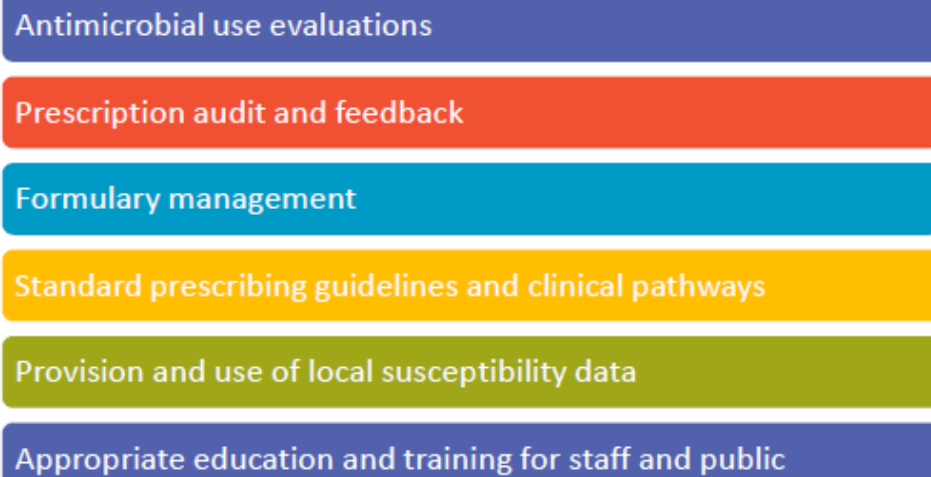 Antimicrobial use evaluations
Prescription audit and feedback
Formulary management
Standard prescribing guidelines and clinical pathways
Provision and use of local susceptibility data
Appropriate education and training for staff and public